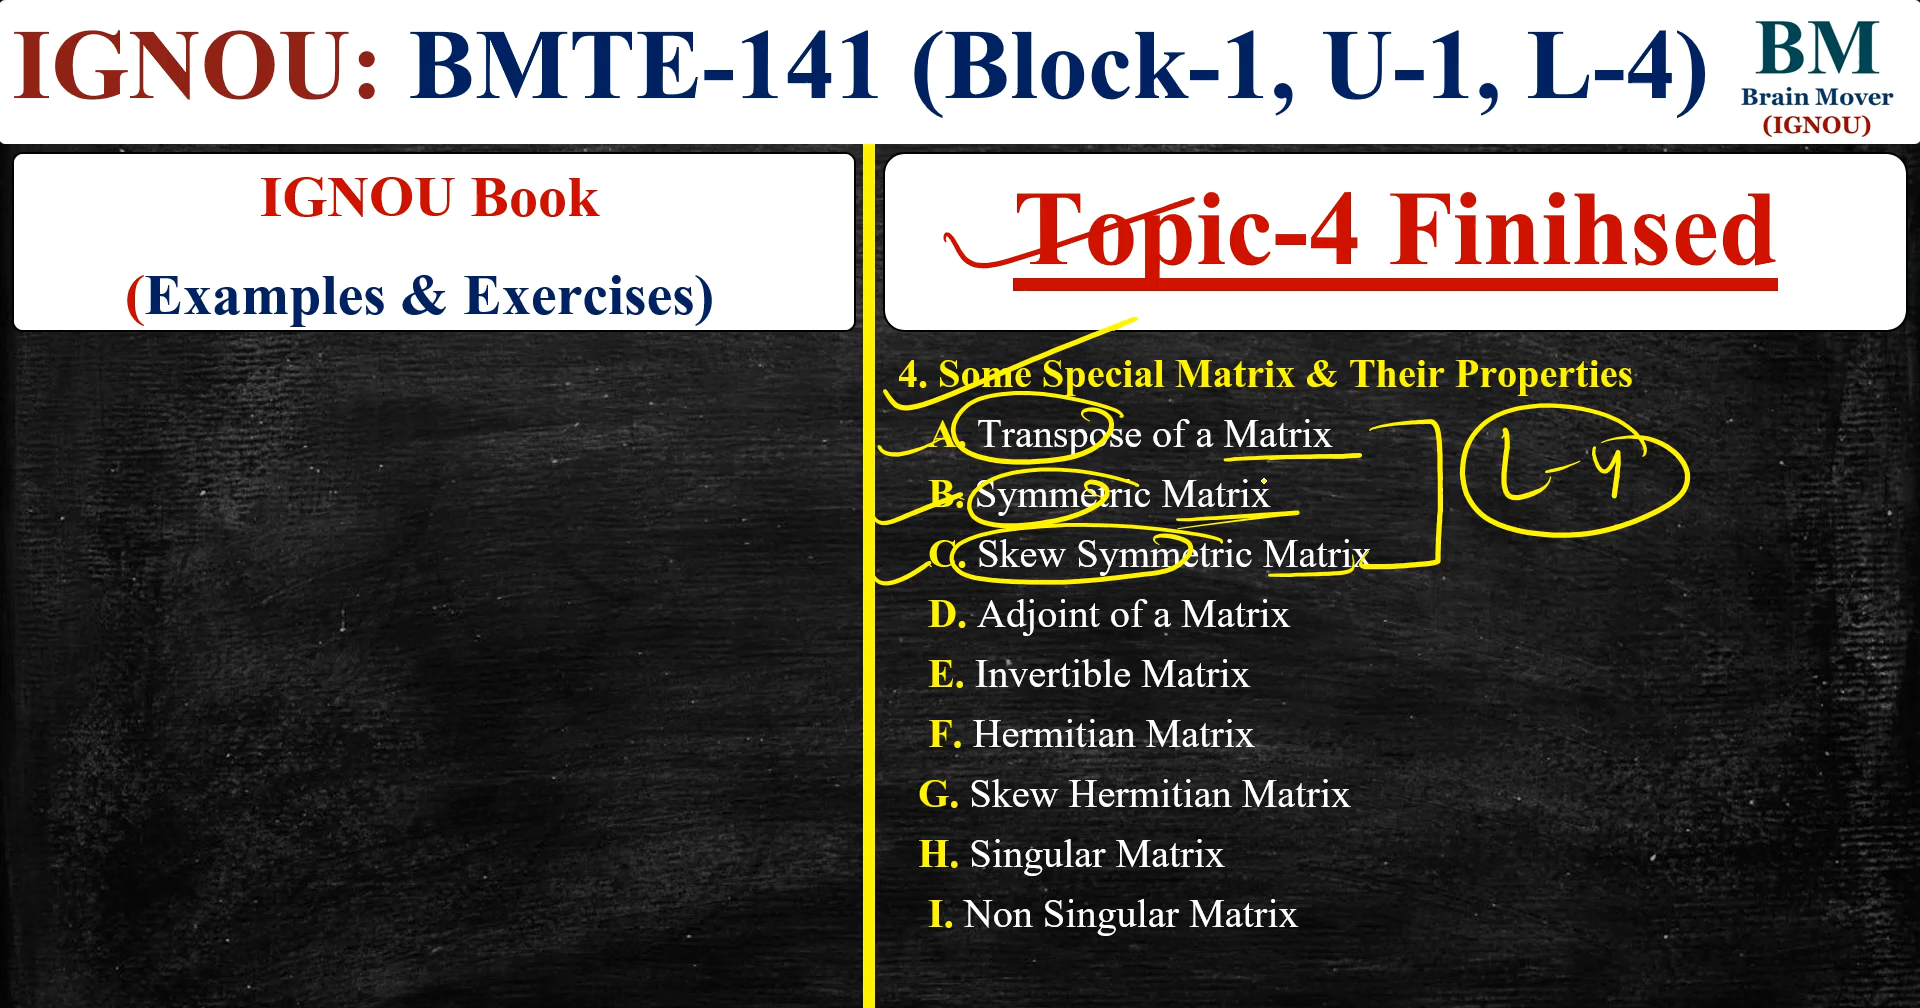 IGNOU: BMTE-141 (Block-1, U-1, L-4)
BM
Brain Mover
(IGNOU)
IGNOU Book
(Examples & Exercises)
Topic-4 Finihsed
4. Some Special Matrix & Their Properties
A. Transpose of a Matrix
L-4
B. Symmetric Matrix
C. Skew Symmetric Matrix
D. Adjoint of a Matrix
E. Invertible Matrix
F. Hermitian Matrix
G. Skew Hermitian Matrix
H. Singular Matrix
I. Non Singular Matrix